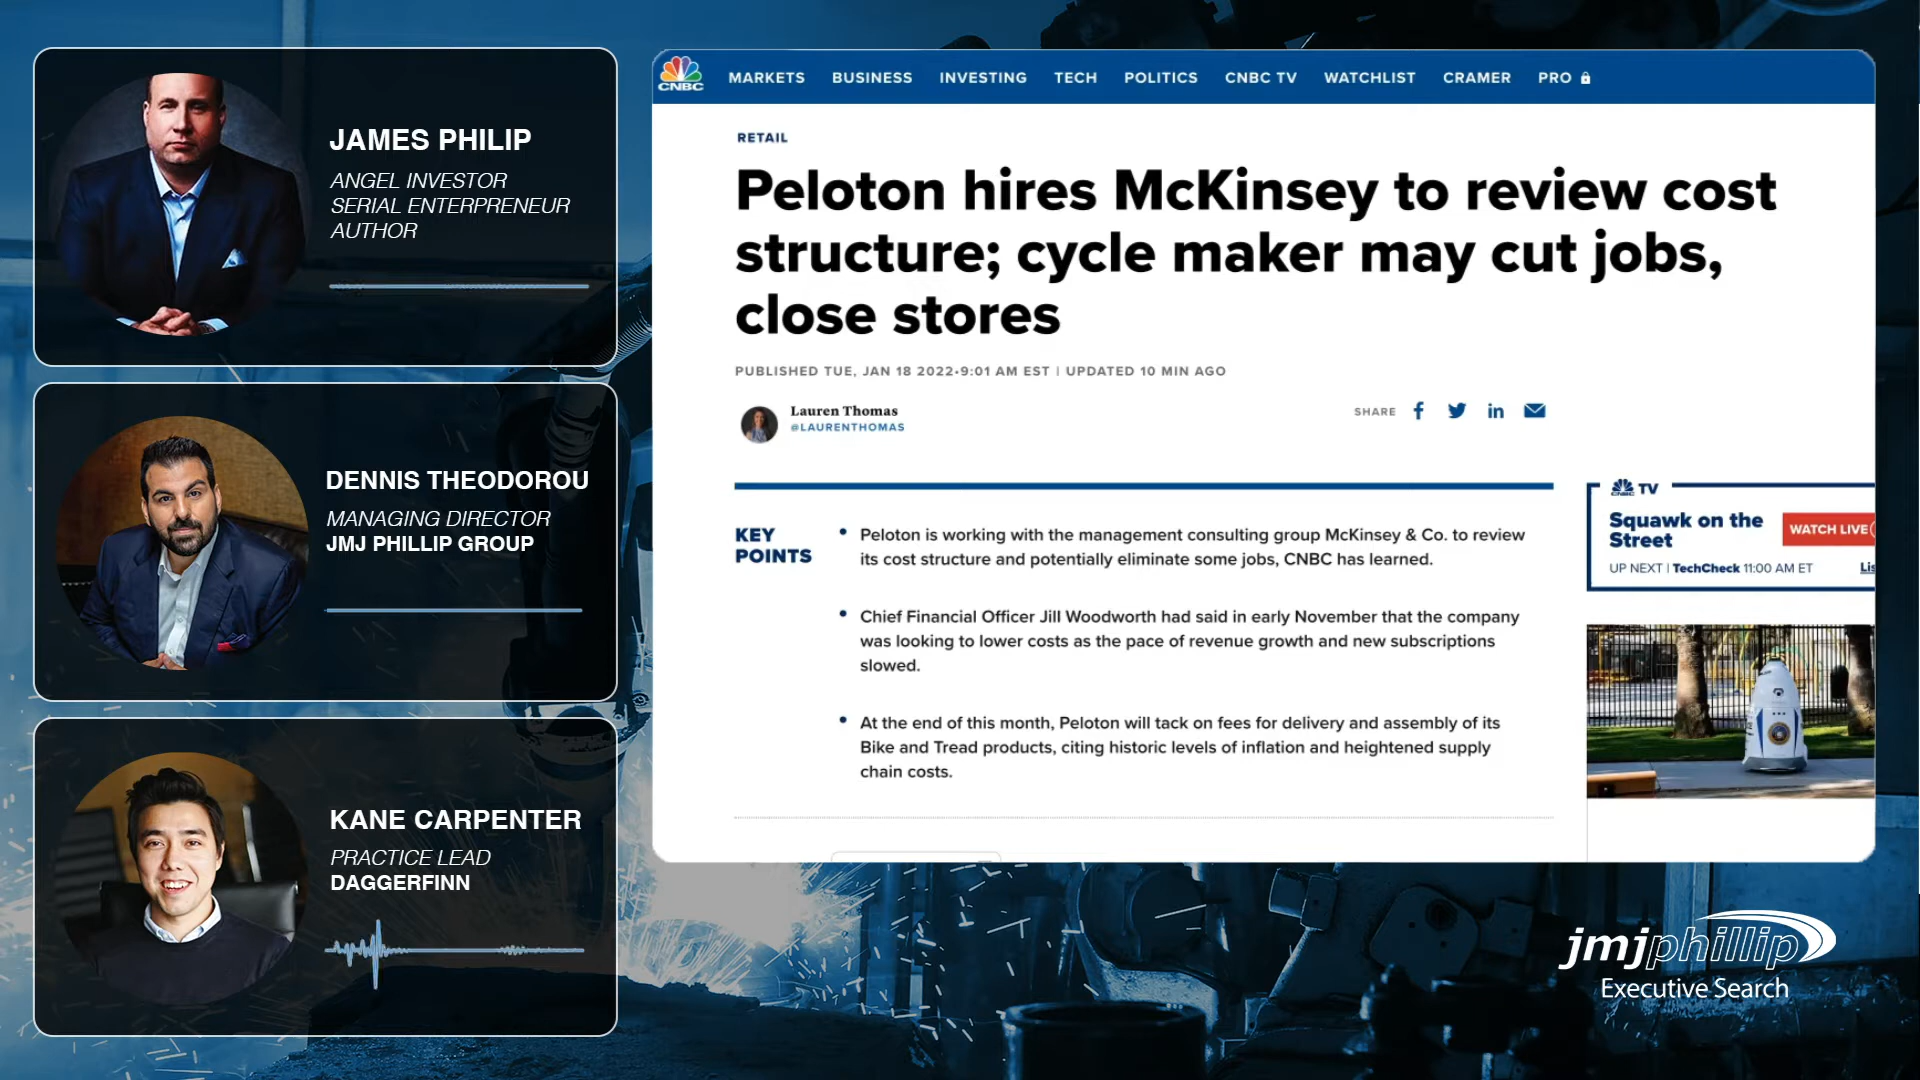 JAMES PHILIP
ANGEL INVESTOR
SERIAL ENTERPRENEUR
AUTHOR
DENNIS THEODOROU
MANAGING DIRECTOR
JMJ PHILLIP GROUP
KANE CARPENTER
PRACTICE LEAD
DAGGERFINN
CNBC
MARKETS BUSINESS INVESTING TECH POLITICS CNBC TV WATCHLIST CRAMER PRO
RETAIL
Peloton hires McKinsey to review cost
structure; cycle maker may cut jobs,
close stores
PUBLISHED TUE, JAN 18 2022•9:01 AM EST | UPDATED 10 MIN AGO
Lauren Thomas
@LAURENTHOMAS
SHARE
KEY
POINTS
• Peloton is working with the management consulting group McKinsey & Co. to review
its cost structure and potentially eliminate some jobs, CNBC has learned.
• Chief Financial Officer Jill Woodworth had said in early November that the company
was looking to lower costs as the pace of revenue growth and new subscriptions
slowed.
• At the end of this month, Peloton will tack on fees for delivery and assembly of its
Bike and Tread products, citing historic levels of inflation and heightened supply
chain costs.
CNBC TV
Squawk on the
Street
WATCH LIVE
UP NEXT | TechCheck 11:00 AM ET
Lis
jmjphillip
Executive Search